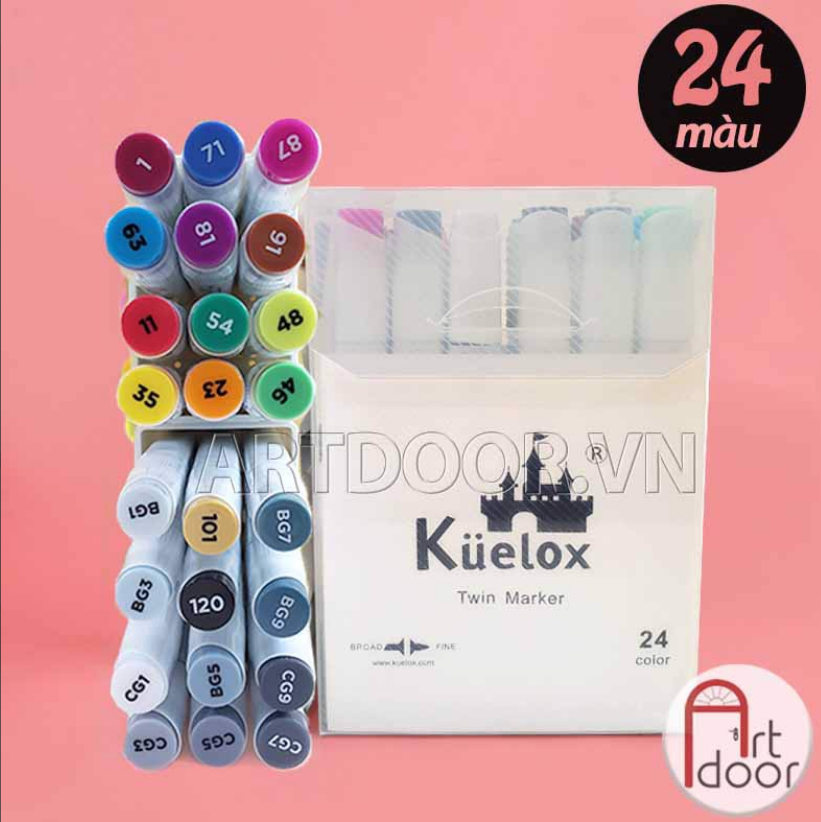 24
màu
1
71
87
63
81
91
11
54
48
35
23
46
BG1
101
BG7
BG3
120
BG9
CG1
BG5
CG9
CG3
CG5
CG7
ARTDOOR.VN
®
Küelox
Twin Marker
BROAD FINE
www.kuelox.com
24
color
Art
door